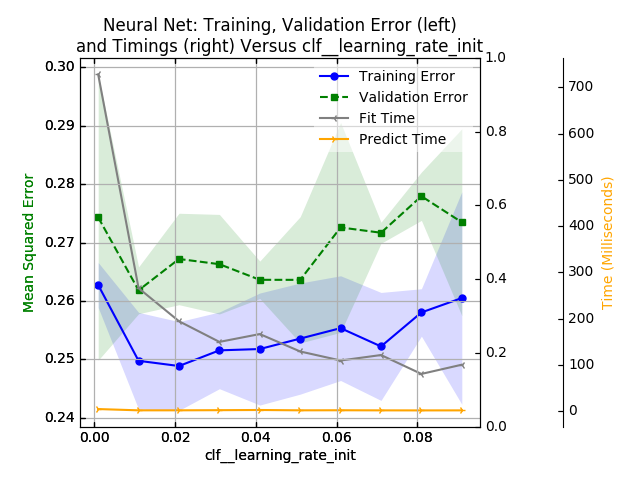 Neural Net: Training, Validation Error (left)
and Timings (right) Versus clf__learning_rate_init
Training Error
Validation Error
Fit Time
Predict Time
Mean Squared Error
0.30
0.29
0.28
0.27
0.26
0.25
0.24
0.00
0.02
0.04
0.06
0.08
clf__learning_rate_init
1.0
0.8
0.6
0.4
0.2
0.0
700
600
500
400
300
200
100
0
Time (Milliseconds)